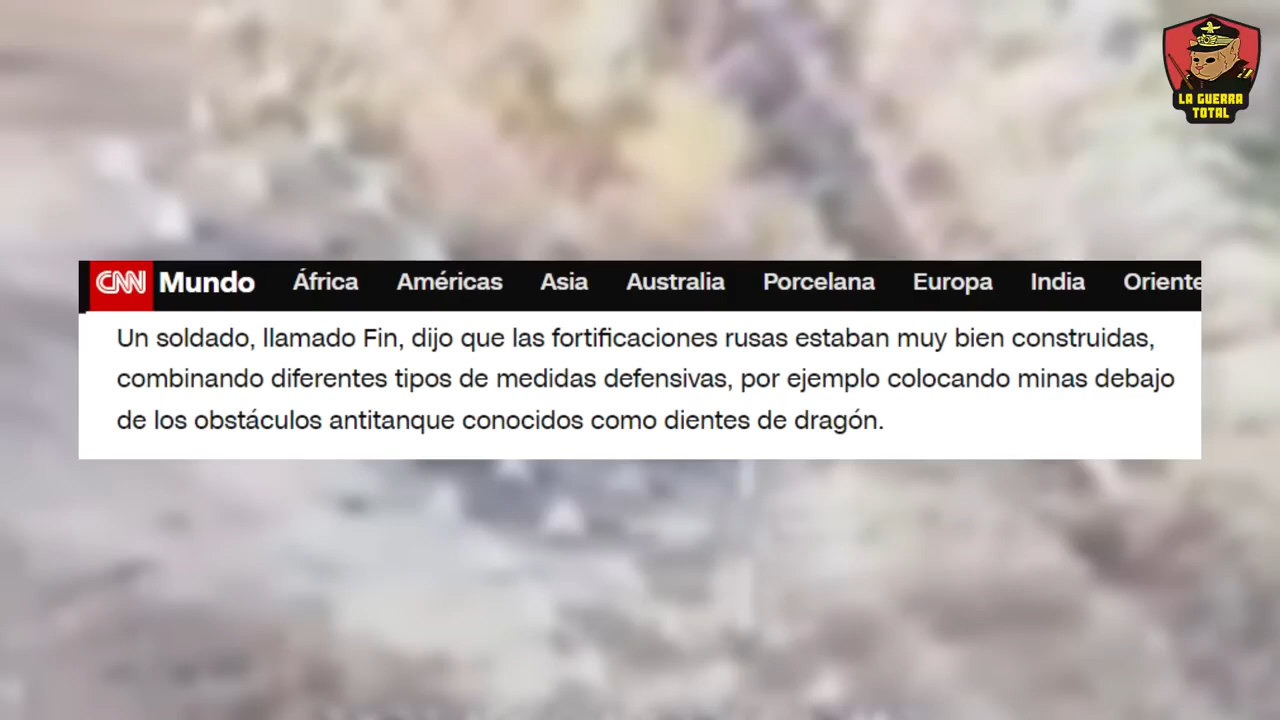 LA GUERRA
TOTAL
CNN Mundo África Américas Asia Australia Porcelana Europa India Oriente
Un soldado, llamado Fin, dijo que las fortificaciones rusas estaban muy bien construidas,
combinando diferentes tipos de medidas defensivas, por ejemplo colocando minas debajo
de los obstáculos antitanque conocidos como dientes de dragón.